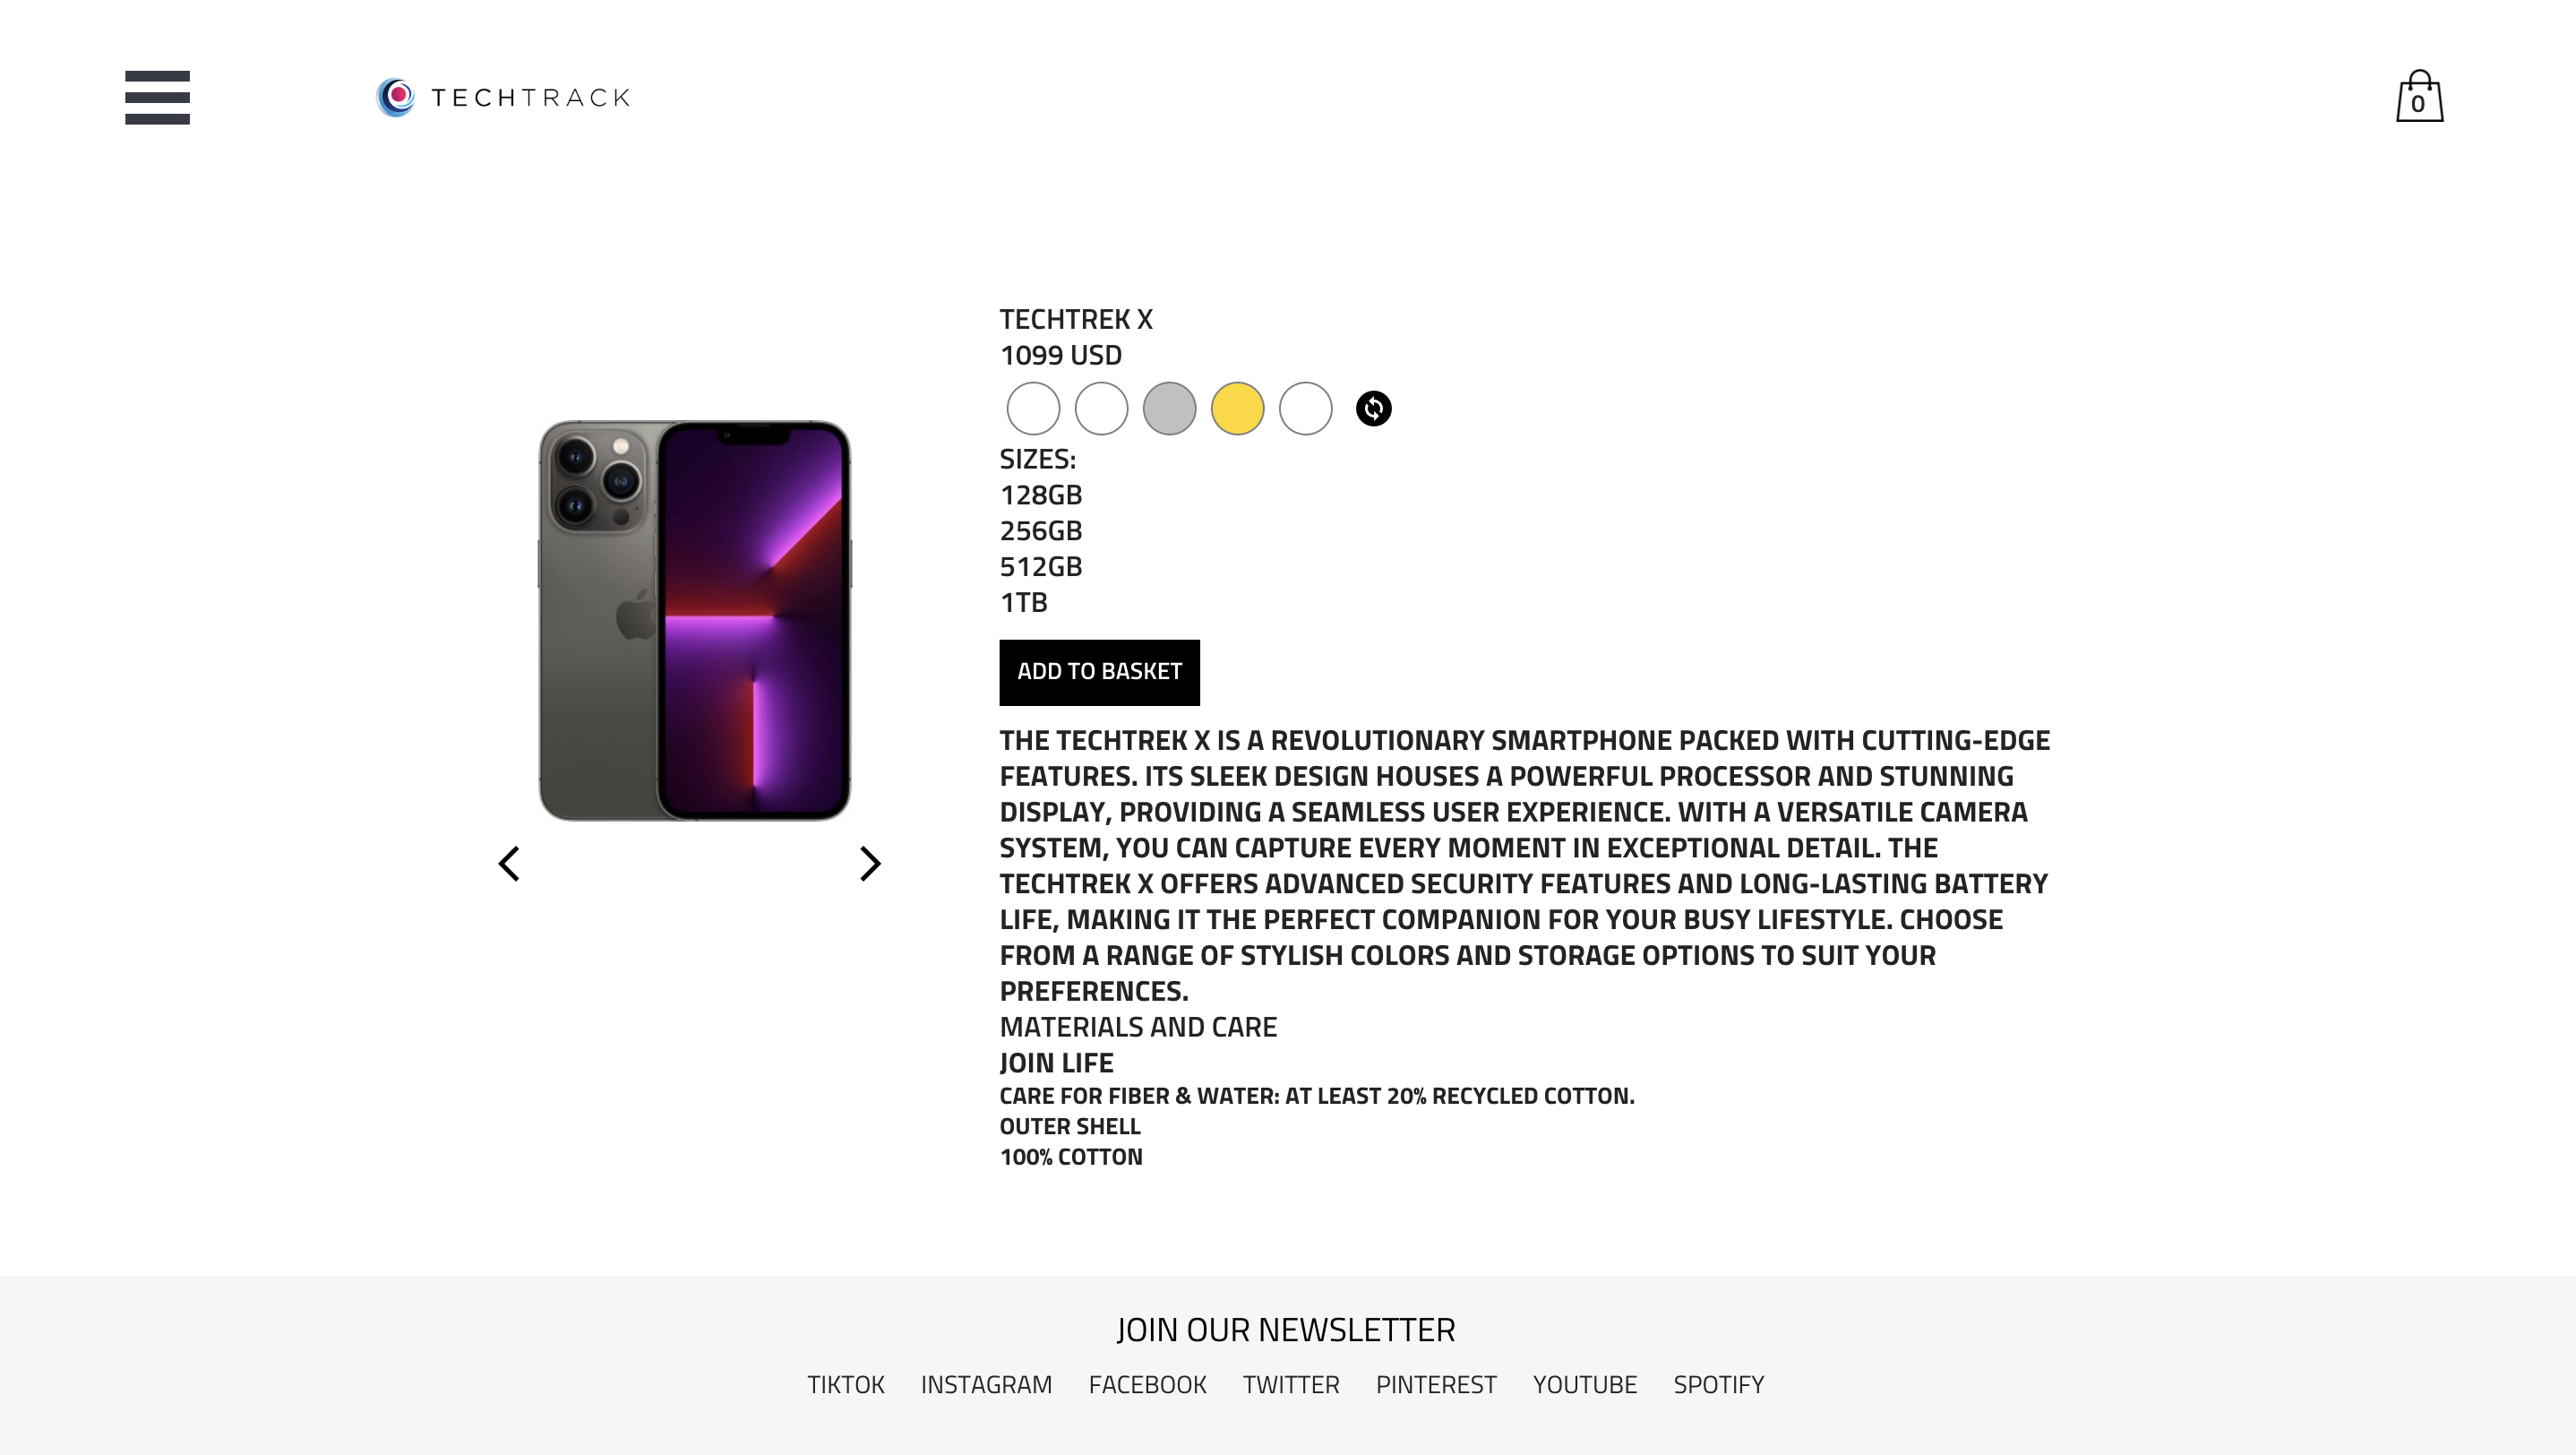 TECHTRACK
0
TECHTREK X
1099 USD
SIZES:
128GB
256GB
512GB
1TB
ADD TO BASKET
THE TECHTREK X IS A REVOLUTIONARY SMARTPHONE PACKED WITH CUTTING-EDGE
FEATURES. ITS SLEEK DESIGN HOUSES A POWERFUL PROCESSOR AND STUNNING
DISPLAY, PROVIDING A SEAMLESS USER EXPERIENCE. WITH A VERSATILE CAMERA
SYSTEM, YOU CAN CAPTURE EVERY MOMENT IN EXCEPTIONAL DETAIL. THE
TECHTREK X OFFERS ADVANCED SECURITY FEATURES AND LONG-LASTING BATTERY
LIFE, MAKING IT THE PERFECT COMPANION FOR YOUR BUSY LIFESTYLE. CHOOSE
FROM A RANGE OF STYLISH COLORS AND STORAGE OPTIONS TO SUIT YOUR
PREFERENCES.
MATERIALS AND CARE
JOIN LIFE
CARE FOR FIBER & WATER: AT LEAST 20% RECYCLED COTTON.
OUTER SHELL
100% COTTON
JOIN OUR NEWSLETTER
TIKTOK INSTAGRAM FACEBOOK TWITTER PINTEREST YOUTUBE SPOTIFY